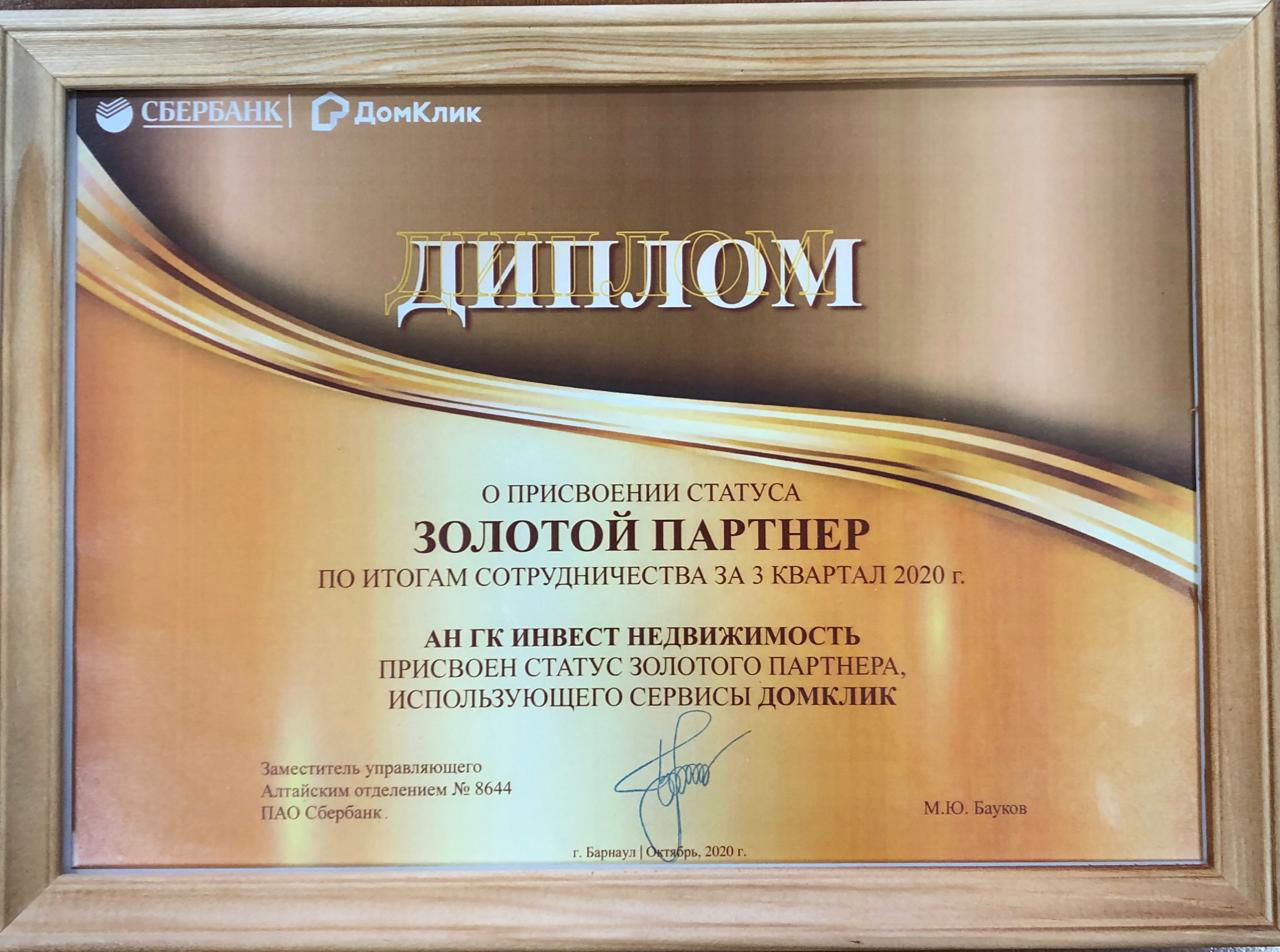 СБЕРБАНК | ДомКлик
ДИПЛОМ
О ПРИСВОЕНИИ СТАТУСА
ЗОЛОТОЙ ПАРТНЕР
ПО ИТОГАМ СОТРУДНИЧЕСТВА ЗА 3 КВАРТАЛ 2020 г.
АН ГК ИНВЕСТ НЕДВИЖИМОСТЬ
ПРИСВОЕН СТАТУС ЗОЛОТОГО ПАРТНЕРА,
ИСПОЛЬЗУЮЩЕГО СЕРВИСЫ ДОМКЛИК
Заместитель управляющего
Алтайским отделением № 8644
ПАО Сбербанк.
М.Ю. Бауков
г. Барнаул | Октябрь, 2020 г.